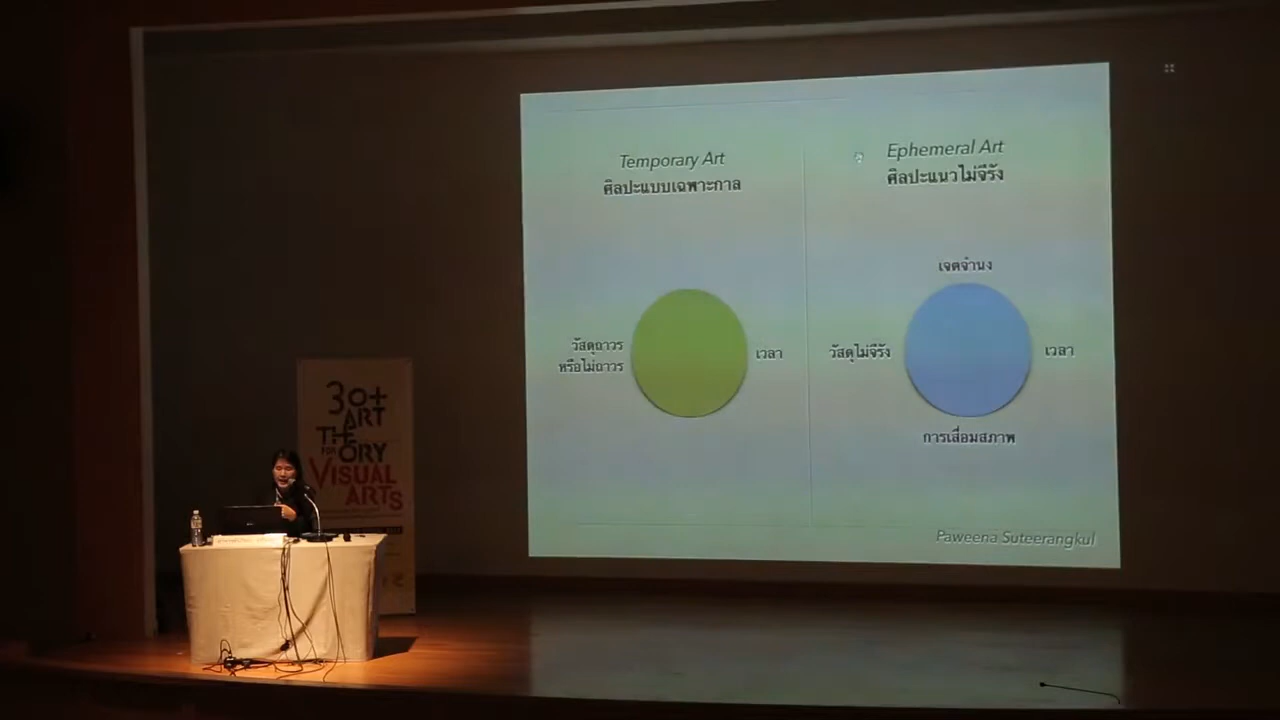 Temporary Art
ศิลปะแบบเฉพาะกาล
วัสดุถาวร
หรือไม่ถาวร
เวลา
Ephemeral Art
ศิลปะแนวไม่จีรัง
เจตจำนง
วัสดุไม่จีรัง
เวลา
การเสื่อมสภาพ
Paweena Suteerangkul
30+
ART
THE
FOR ORY
VISUAL
ARTS